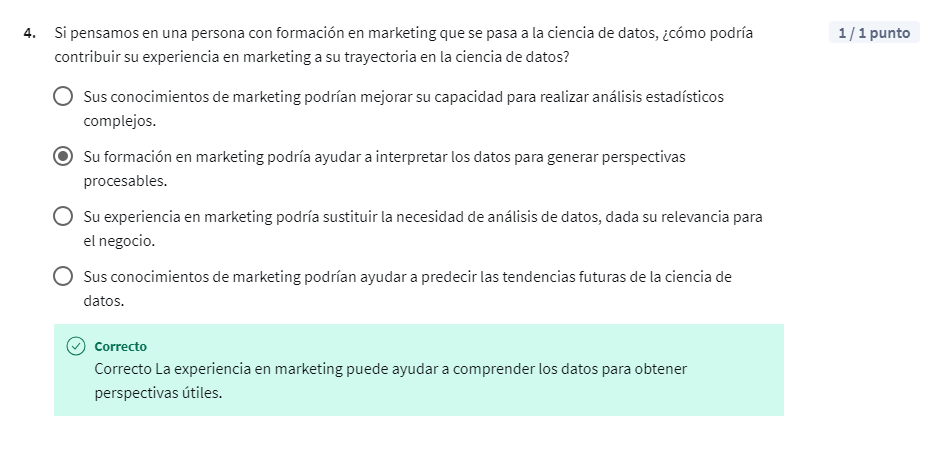 4. Si pensamos en una persona con formación en marketing que se pasa a la ciencia de datos, ¿cómo podría
1 / 1 punto
contribuir su experiencia en marketing a su trayectoria en la ciencia de datos?
Sus conocimientos de marketing podrían mejorar su capacidad para realizar análisis estadísticos
complejos.
Su formación en marketing podría ayudar a interpretar los datos para generar perspectivas
procesables.
Su experiencia en marketing podría sustituir la necesidad de análisis de datos, dada su relevancia para
el negocio.
Sus conocimientos de marketing podrían ayudar a predecir las tendencias futuras de la ciencia de
datos.
Correcto
Correcto La experiencia en marketing puede ayudar a comprender los datos para obtener
perspectivas útiles.